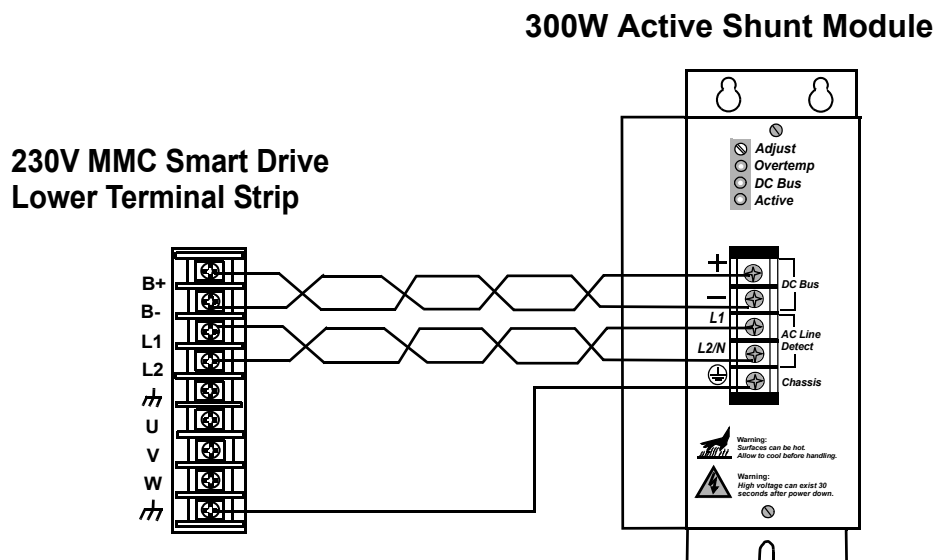 300W Active Shunt Module
230V MMC Smart Drive
Lower Terminal Strip
Adjust
Overtemp
DC Bus
Active
B+
B-
L1
L2
U
V
W
+
−
L1
L2/N
DC Bus
AC Line
Detect
Chassis
Warning:
Surfaces can be hot.
Allow to cool before handling.
Warning:
High voltage can exist 30
seconds after power down.